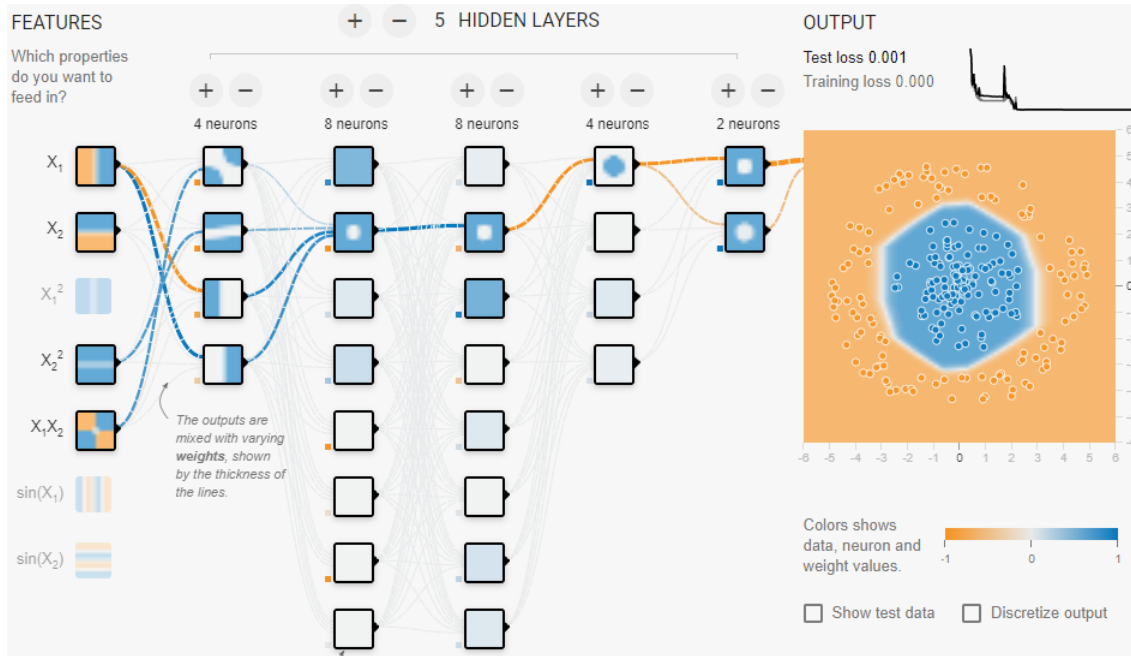 FEATURES
Which properties
do you want to
feed in?
+ − 5 HIDDEN LAYERS
+ − + − + − + − + −
4 neurons 8 neurons 8 neurons 4 neurons 2 neurons
X1
X2
X1²
X2²
X1X2
sin(X1)
sin(X2)
The outputs are
mixed with varying
weights, shown
by the thickness of
the lines.
OUTPUT
Test loss 0.001
Training loss 0.000
-6 -5 -4 -3 -2 -1 0 1 2 3 4 5 6
0
Colors shows
data, neuron and
weight values.
-1 0 1
Show test data Discretize output